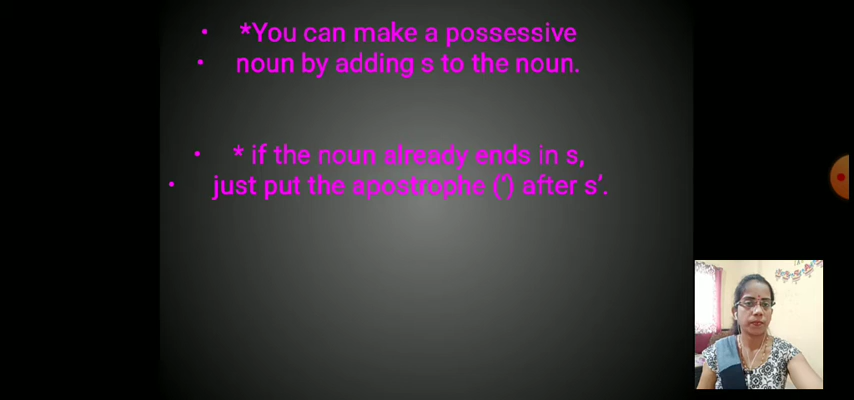 • *You can make a possessive
• noun by adding s to the noun.
• * if the noun already ends in s,
• just put the apostrophe (') after s'.